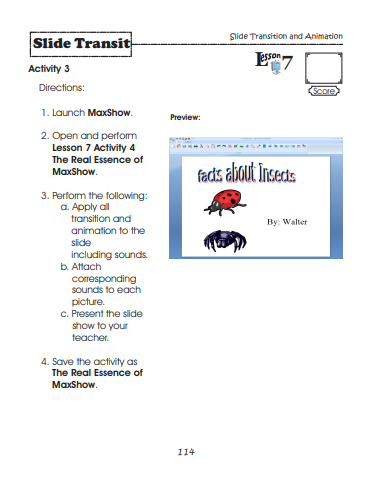 Slide Transition and Animation
Slide Transit
Lesson 7
Score
Activity 3
Directions:
1. Launch MaxShow.
2. Open and perform
Lesson 7 Activity 4
The Real Essence of
MaxShow.
3. Perform the following:
a. Apply all
transition and
animation to the
slide
including sounds.
b. Attach
corresponding
sounds to each
picture.
c. Present the slide
show to your
teacher.
4. Save the activity as
The Real Essence of
MaxShow.
Preview:
facts about Insects
By: Walter
114